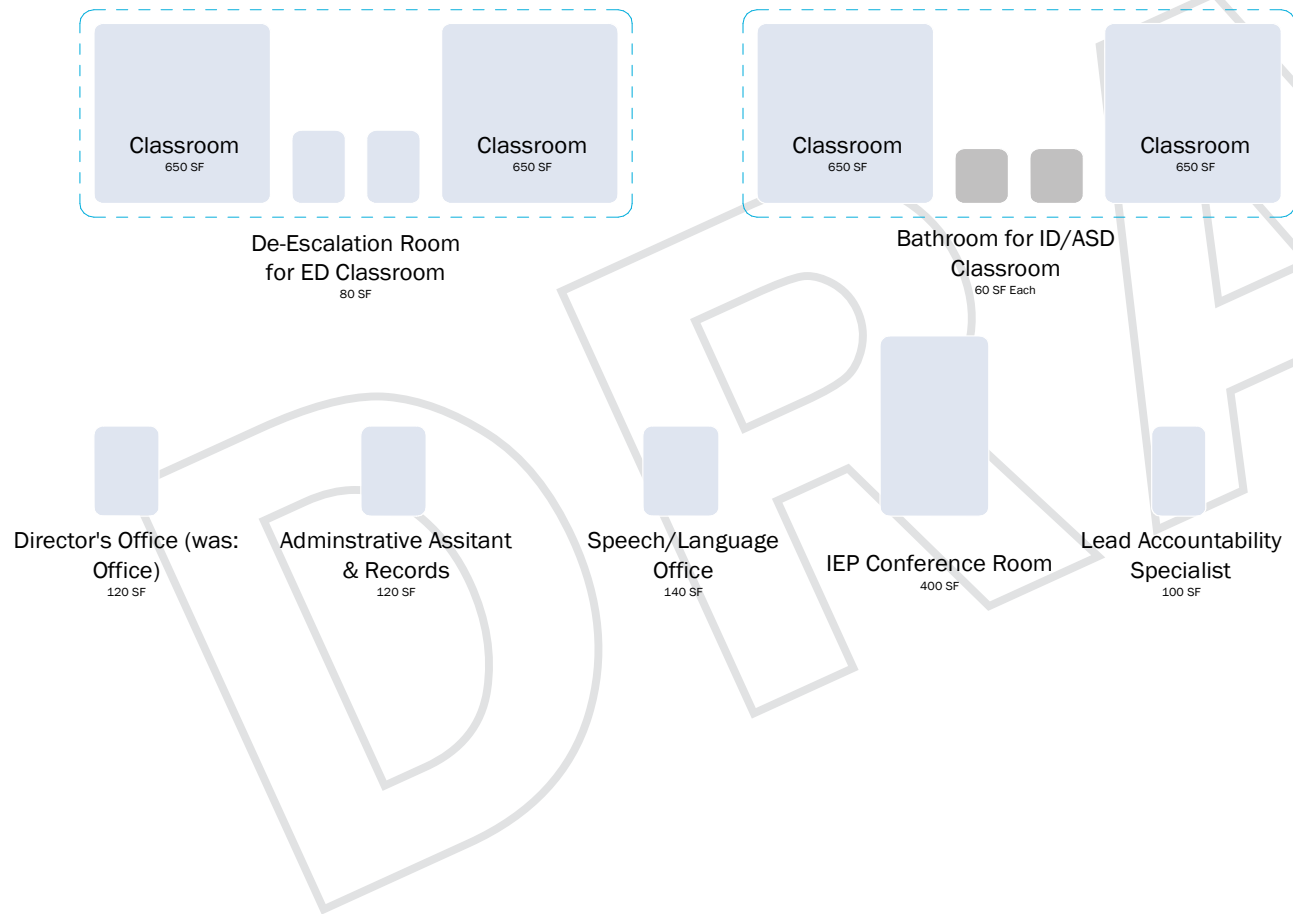 Classroom
650 SF
Classroom
650 SF
De-Escalation Room
for ED Classroom
80 SF
Classroom
650 SF
Classroom
650 SF
Bathroom for ID/ASD
Classroom
60 SF Each
Director's Office (was:
Office)
120 SF
Adminstrative Assitant
& Records
120 SF
Speech/Language
Office
140 SF
IEP Conference Room
400 SF
Lead Accountability
Specialist
100 SF
DRA